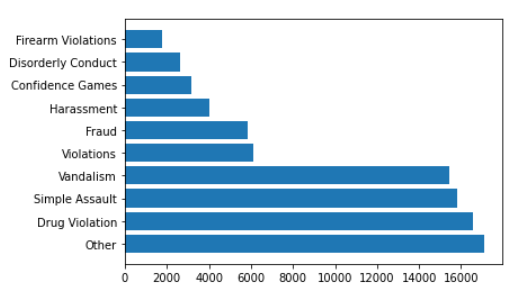 Firearm Violations
Disorderly Conduct
Confidence Games
Harassment
Fraud
Violations
Vandalism
Simple Assault
Drug Violation
Other
0 2000 4000 6000 8000 10000 12000 14000 16000